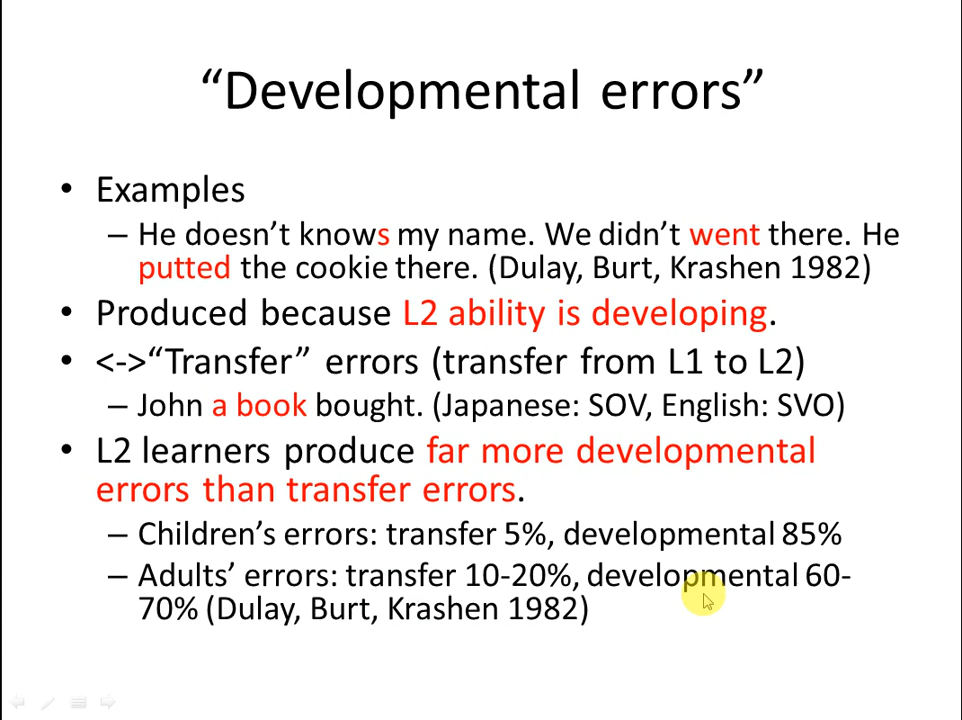 “Developmental errors”
• Examples
– He doesn’t knows my name. We didn’t went there. He
putted the cookie there. (Dulay, Burt, Krashen 1982)
• Produced because L2 ability is developing.
• <->“Transfer” errors (transfer from L1 to L2)
– John a book bought. (Japanese: SOV, English: SVO)
• L2 learners produce far more developmental
errors than transfer errors.
– Children’s errors: transfer 5%, developmental 85%
– Adults’ errors: transfer 10-20%, developmental 60-
70% (Dulay, Burt, Krashen 1982)